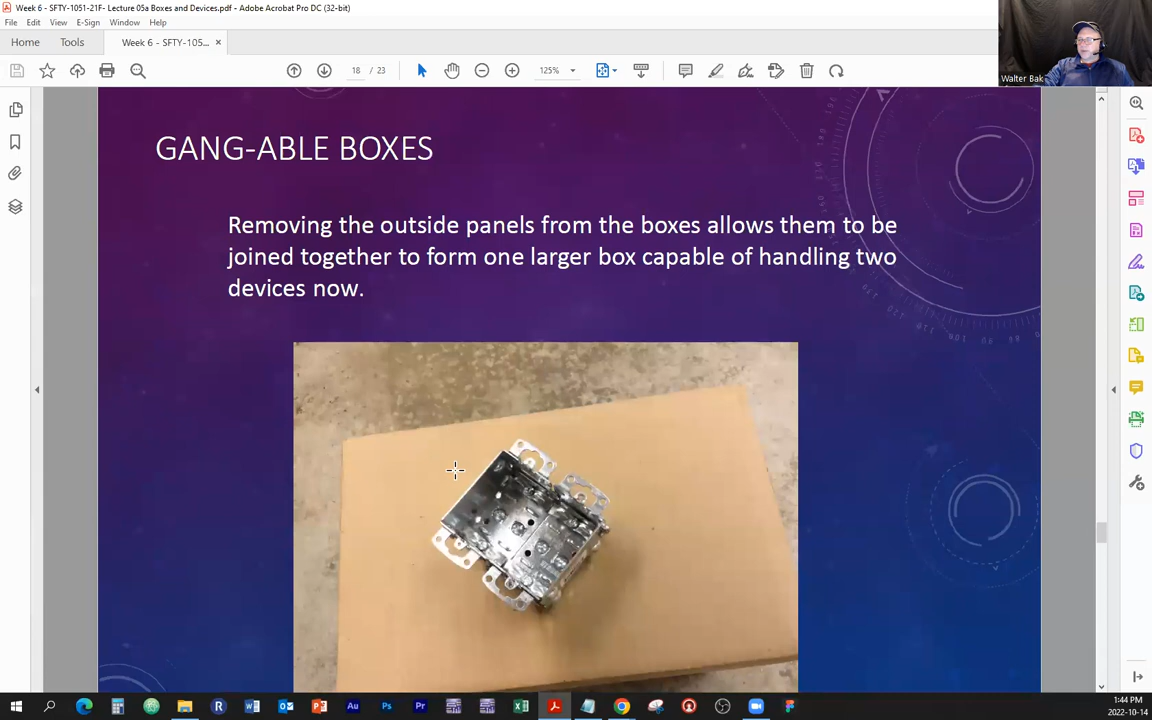 Week 6 - SFTY-1051-21F- Lecture 05a Boxes and Devices.pdf - Adobe Acrobat Pro DC (32-bit)
File Edit View E-Sign Window Help
Home Tools Week 6 - SFTY-105... ×
18 / 23 125%
Walter Bak
GANG-ABLE BOXES
Removing the outside panels from the boxes allows them to be
joined together to form one larger box capable of handling two
devices now.
1:44 PM
2022-10-14